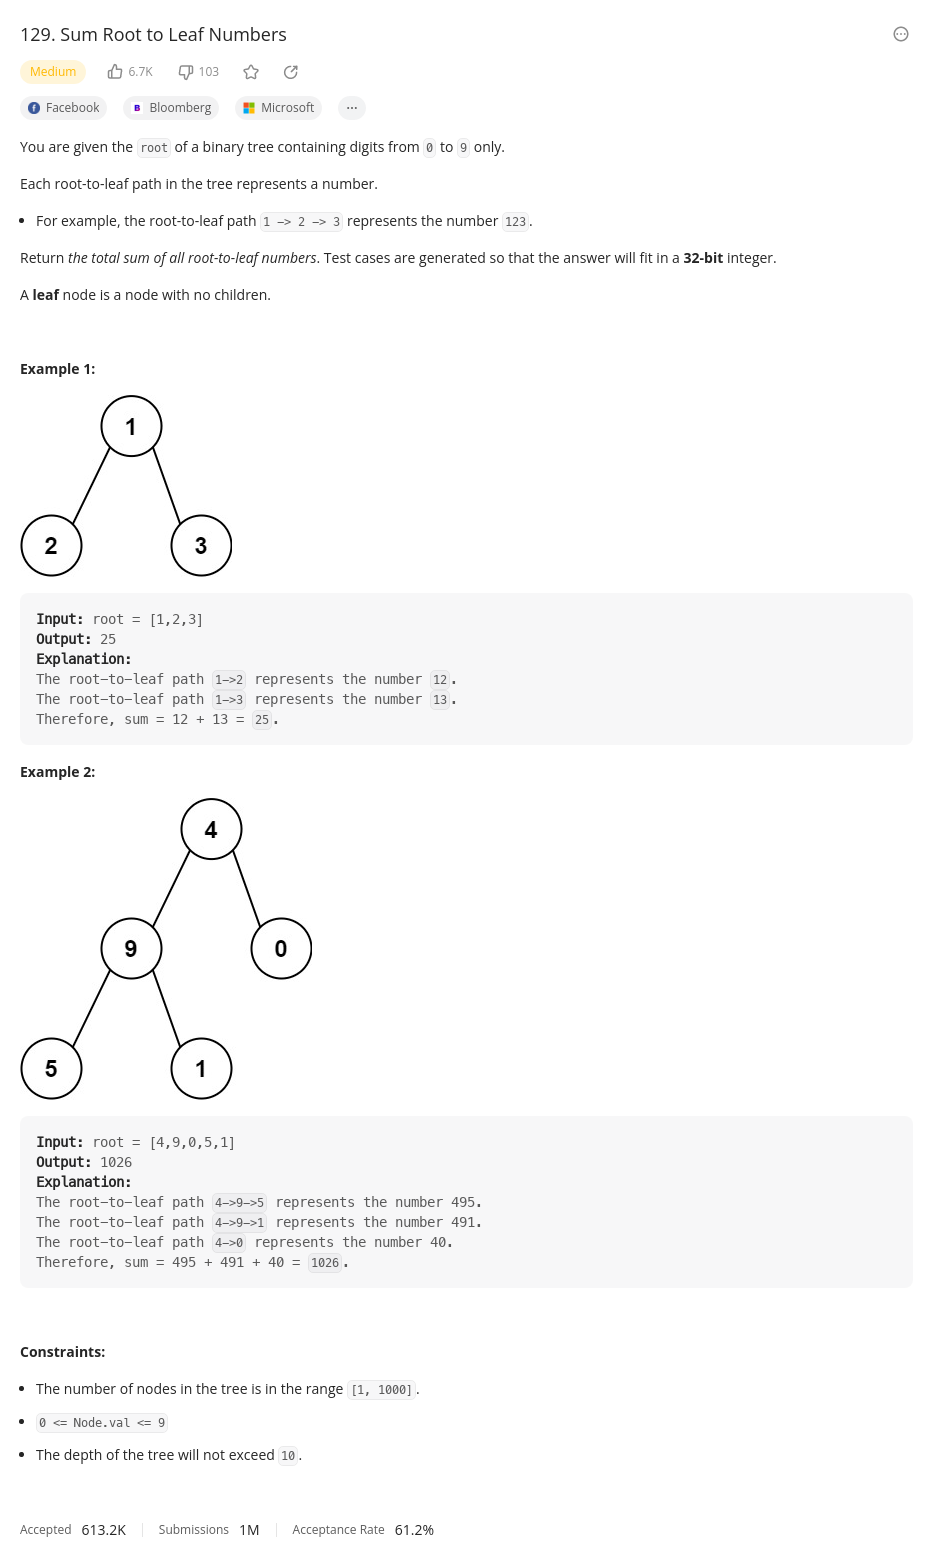 129. Sum Root to Leaf Numbers
Medium 6.7K 103
Facebook Bloomberg Microsoft ...
You are given the root of a binary tree containing digits from 0 to 9 only.
Each root-to-leaf path in the tree represents a number.
• For example, the root-to-leaf path 1 -> 2 -> 3 represents the number 123.
Return the total sum of all root-to-leaf numbers. Test cases are generated so that the answer will fit in a 32-bit integer.
A leaf node is a node with no children.
Example 1:
1
2 3
Input: root = [1,2,3]
Output: 25
Explanation:
The root-to-leaf path 1->2 represents the number 12.
The root-to-leaf path 1->3 represents the number 13.
Therefore, sum = 12 + 13 = 25.
Example 2:
4
9 0
5 1
Input: root = [4,9,0,5,1]
Output: 1026
Explanation:
The root-to-leaf path 4->9->5 represents the number 495.
The root-to-leaf path 4->9->1 represents the number 491.
The root-to-leaf path 4->0 represents the number 40.
Therefore, sum = 495 + 491 + 40 = 1026.
Constraints:
• The number of nodes in the tree is in the range [1, 1000].
• 0 <= Node.val <= 9
• The depth of the tree will not exceed 10.
Accepted 613.2K Submissions 1M Acceptance Rate 61.2%